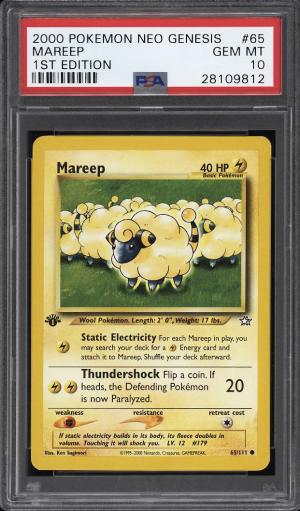 2000 POKEMON NEO GENESIS #65
MAREEP GEM MT
1ST EDITION 10
PSA 28109812
Mareep 40 HP
Basic Pokémon
1
EDITION
Wool Pokémon. Length: 2' 0", Weight: 17 lbs.
Static Electricity For each Mareep in play, you
may search your deck for a Energy card and
attach it to Mareep. Shuffle your deck afterward.
Thundershock Flip a coin. If
heads, the Defending Pokémon 20
is now Paralyzed.
weakness resistance retreat cost
If static electricity builds in its body, its fleece doubles in
volume. Touching it will shock you. LV. 12 #179
Illus. Ken Sugimori ©1995-2000 Nintendo, Creatures, GAMEFREAK. 65/111